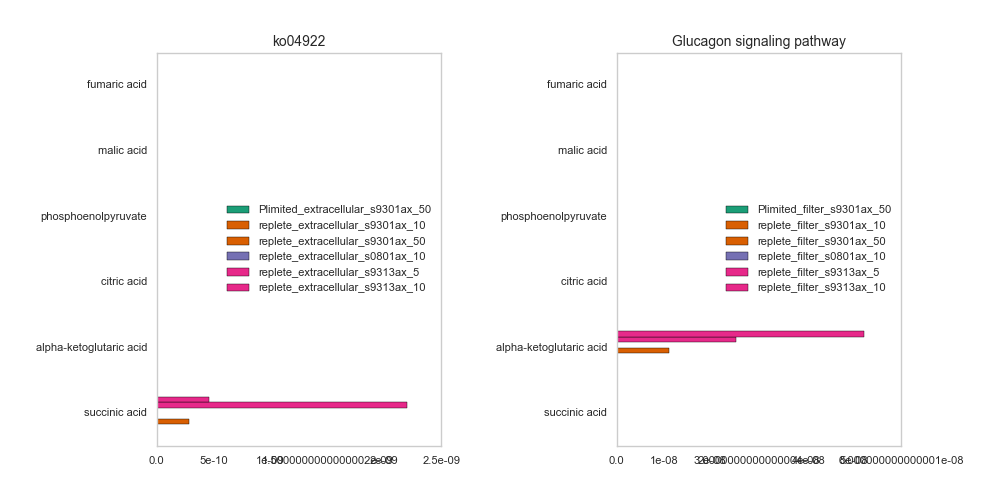 ko04922
fumaric acid
malic acid
phosphoenolpyruvate
citric acid
alpha-ketoglutaric acid
succinic acid
Plimited_extracellular_s9301ax_50
replete_extracellular_s9301ax_10
replete_extracellular_s9301ax_50
replete_extracellular_s0801ax_10
replete_extracellular_s9313ax_5
replete_extracellular_s9313ax_10
0.0 5e-10 2.5e-09
Glucagon signaling pathway
fumaric acid
malic acid
phosphoenolpyruvate
citric acid
alpha-ketoglutaric acid
succinic acid
Plimited_filter_s9301ax_50
replete_filter_s9301ax_10
replete_filter_s9301ax_50
replete_filter_s0801ax_10
replete_filter_s9313ax_5
replete_filter_s9313ax_10
0.0 1e-08